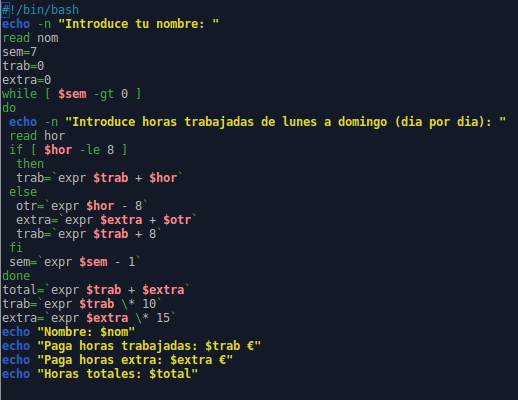 #!/bin/bash
echo -n "Introduce tu nombre: "
read nom
sem=7
trab=0
extra=0
while [ $sem -gt 0 ]
do
 echo -n "Introduce horas trabajadas de lunes a domingo (dia por dia): "
 read hor
 if [ $hor -le 8 ]
  then
  trab=`expr $trab + $hor`
 else
  otr=`expr $hor - 8`
  extra=`expr $extra + $otr`
  trab=`expr $trab + 8`
 fi
 sem=`expr $sem - 1`
done
total=`expr $trab + $extra`
trab=`expr $trab \* 10`
extra=`expr $extra \* 15`
echo "Nombre: $nom"
echo "Paga horas trabajadas: $trab €"
echo "Paga horas extra: $extra €"
echo "Horas totales: $total"